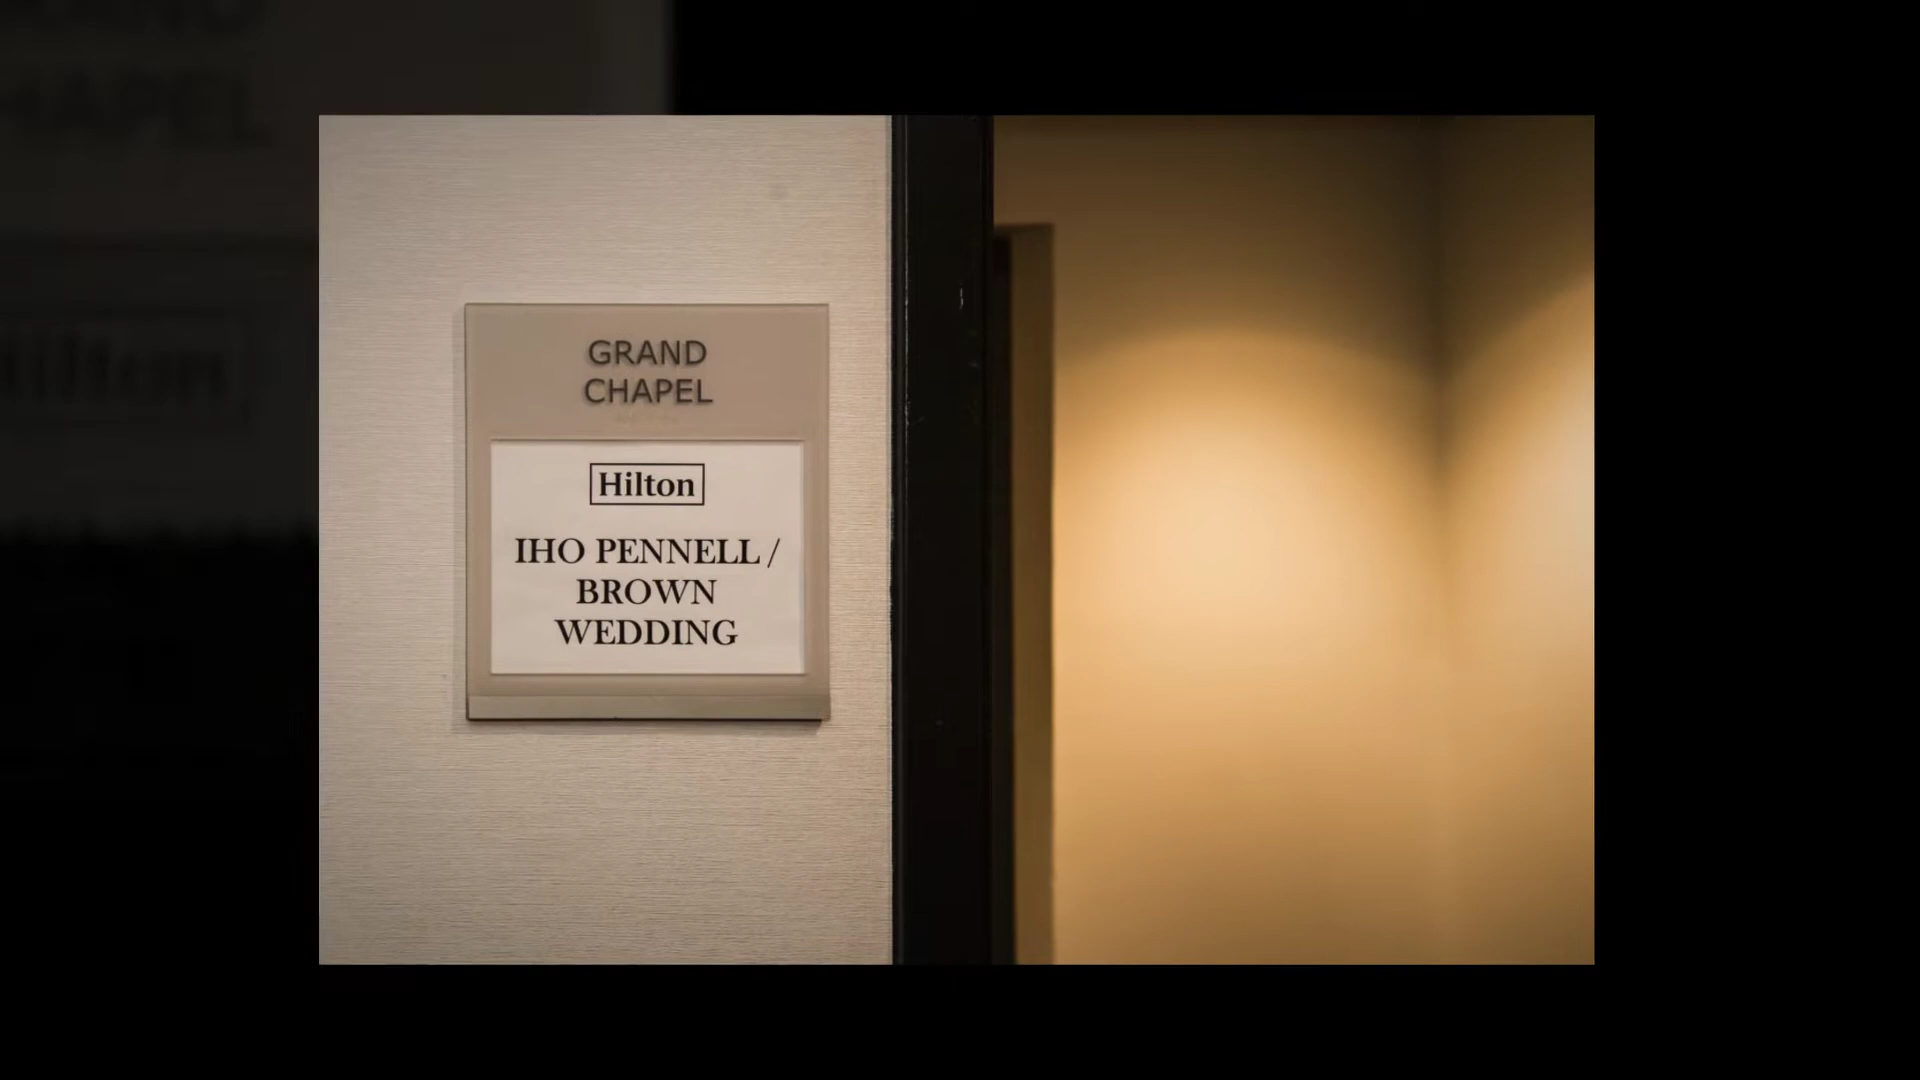 GRAND
CHAPEL
Hilton
IHO PENNELL /
BROWN
WEDDING